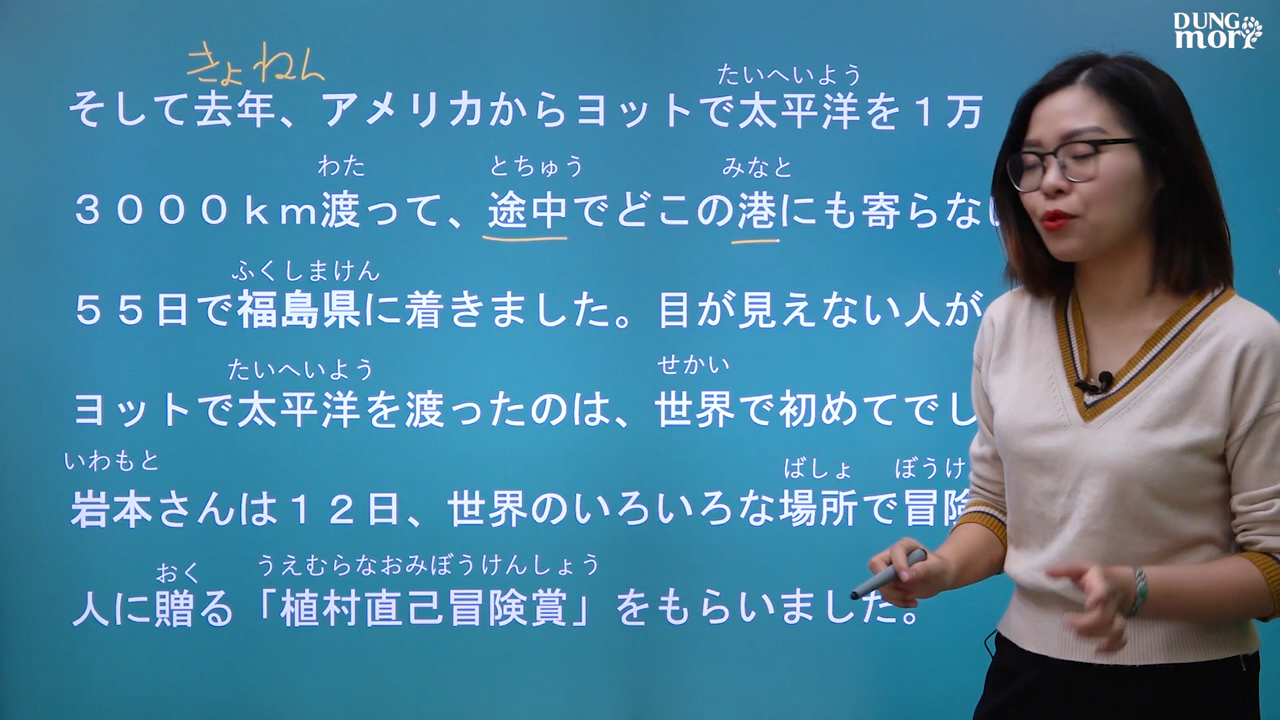 DUNG
mori
きょねん
たいへいよう
そして去年、アメリカからヨットで太平洋を１万
わた とちゅう みなと
３０００ｋｍ渡って、途中でどこの港にも寄らない
ふくしまけん
５５日で福島県に着きました。目が見えない人が
たいへいよう せかい
ヨットで太平洋を渡ったのは、世界で初めてでし
いわもと ばしょ ぼうけ
岩本さんは１２日、世界のいろいろな場所で冒険
おく うえむらなおみぼうけんしょう
人に贈る「植村直己冒険賞」をもらいました。